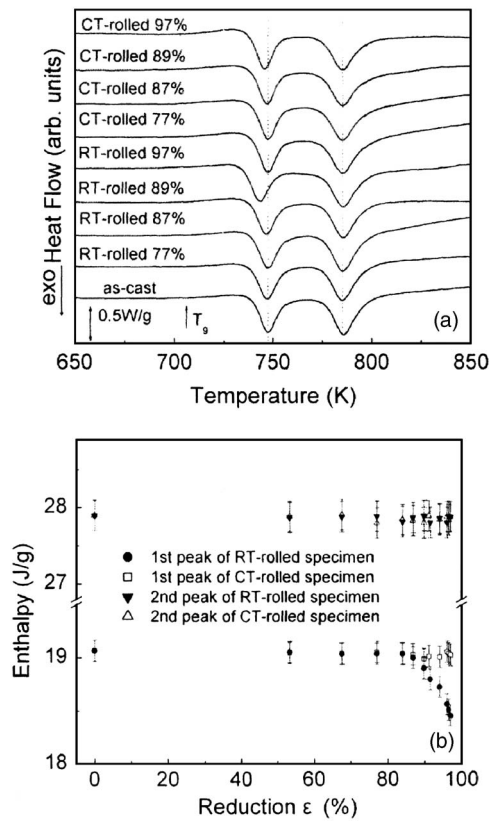 CT-rolled 97%
CT-rolled 89%
CT-rolled 87%
CT-rolled 77%
RT-rolled 97%
RT-rolled 89%
RT-rolled 87%
RT-rolled 77%
as-cast
0.5W/g
Tg
(a)
exo Heat Flow (arb. units)
650 700 750 800 850
Temperature (K)
28
27
19
18
Enthalpy (J/g)
1st peak of RT-rolled specimen
1st peak of CT-rolled specimen
2nd peak of RT-rolled specimen
2nd peak of CT-rolled specimen
(b)
0 20 40 60 80 100
Reduction ε (%)